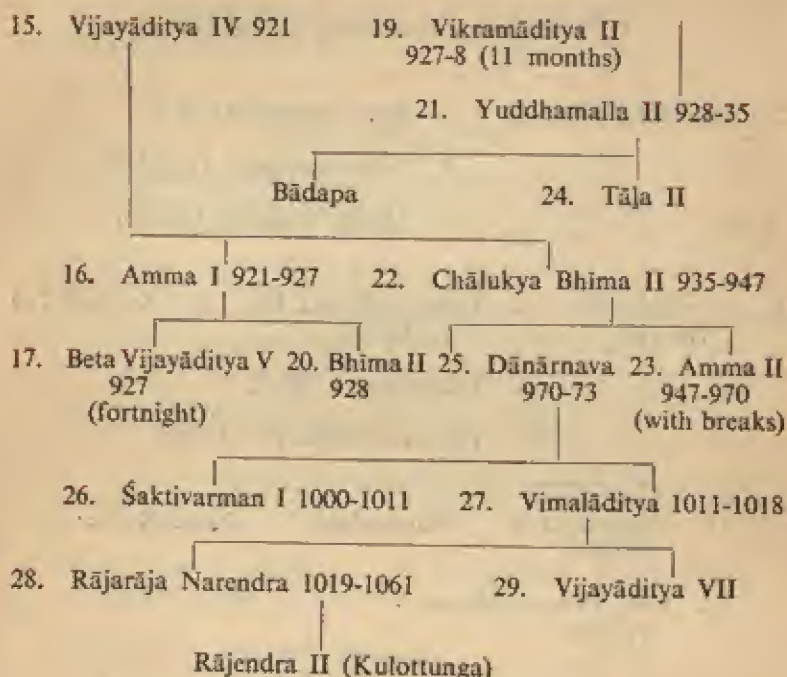 15. Vijayāditya IV 921 19. Vikramāditya II
927-8 (11 months)
21. Yuddhamalla II 928-35
Bādapa 24. Tāḷa II
16. Amma I 921-927 22. Chālukya Bhīma II 935-947
17. Beta Vijayāditya V 20. Bhīma II 25. Dānārnava 23. Amma II
927 928 970-73 947-970
(fortnight) (with breaks)
26. Śaktivarman I 1000-1011 27. Vimalāditya 1011-1018
28. Rājarāja Narendra 1019-1061 29. Vijayāditya VII
Rājendra II (Kulottunga)